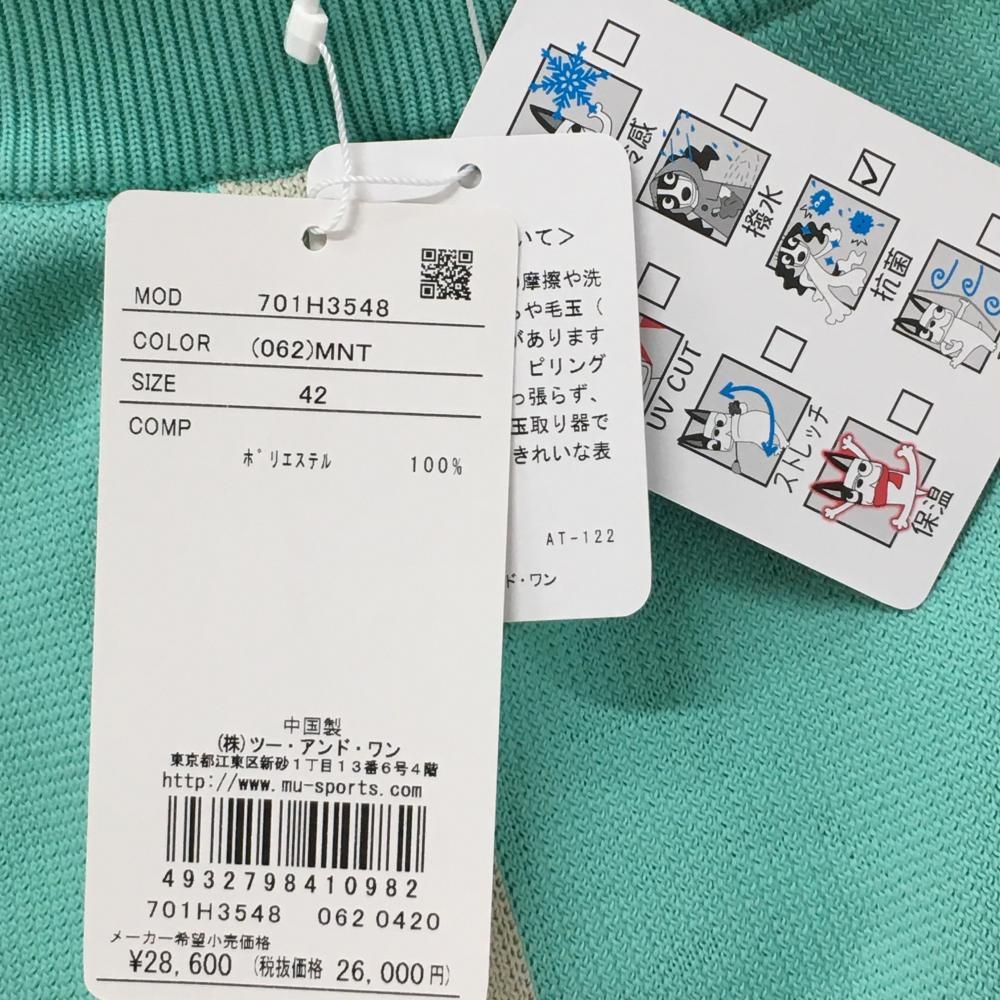 MOD 701H3548
COLOR (062)MNT
SIZE 42
COMP
ポリエステル 100%
中国製
(株)ツー・アンド・ワン
東京都江東区新砂1丁目13番6号4階
http://www.mu-sports.com
4932798410982
701H3548 062 0420
メーカー希望小売価格
¥28,600 (税抜価格 26,000円)
いて>
摩擦や洗
や毛玉(
があります
ピリング
っ張らず、
玉取り器で
きれいな表
AT-122
ド・ワン
冷感
撥水
抗菌
UV CUT
ストレッチ
保温